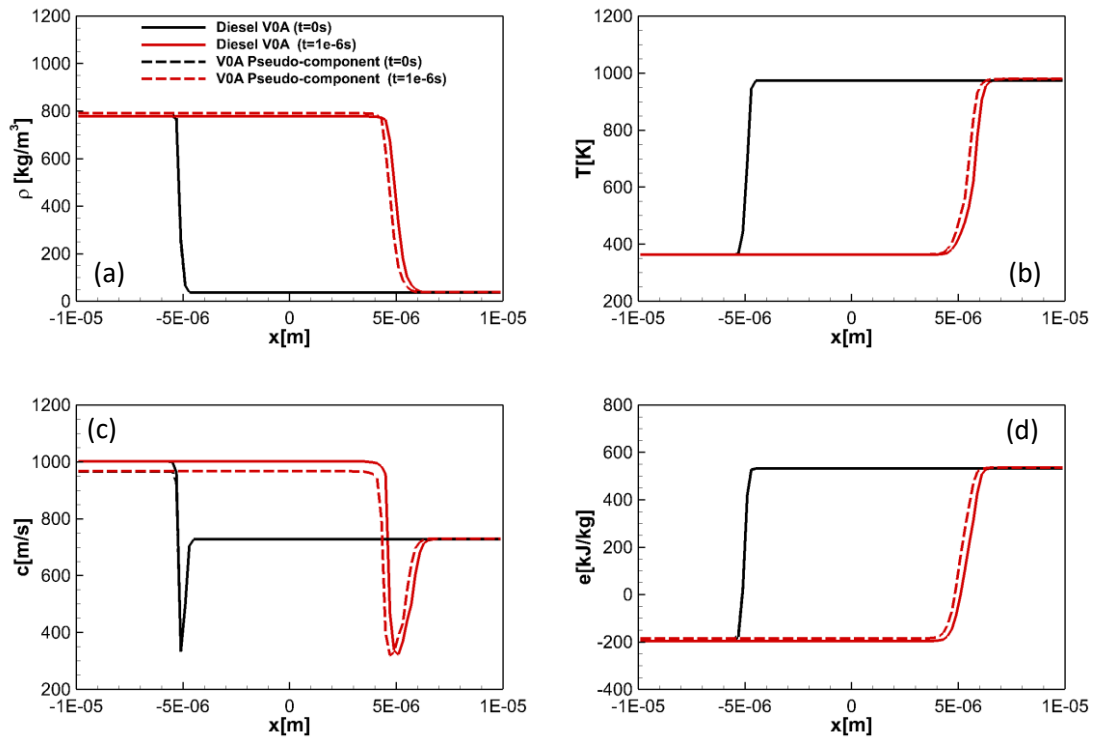 Diesel V0A (t=0s)
Diesel V0A (t=1e-6s)
V0A Pseudo-component (t=0s)
V0A Pseudo-component (t=1e-6s)
1200
1000
800
600
400
200
0
ρ [kg/m³]
(a)
-1E-05 -5E-06 0 5E-06 1E-05
x[m]
1200
1000
800
600
400
200
T[K]
(b)
-1E-05 -5E-06 0 5E-06 1E-05
x[m]
1200
1000
800
600
400
200
c[m/s]
(c)
-1E-05 -5E-06 0 5E-06 1E-05
x[m]
800
600
400
200
0
-200
-400
e[kJ/kg]
(d)
-1E-05 -5E-06 0 5E-06 1E-05
x[m]